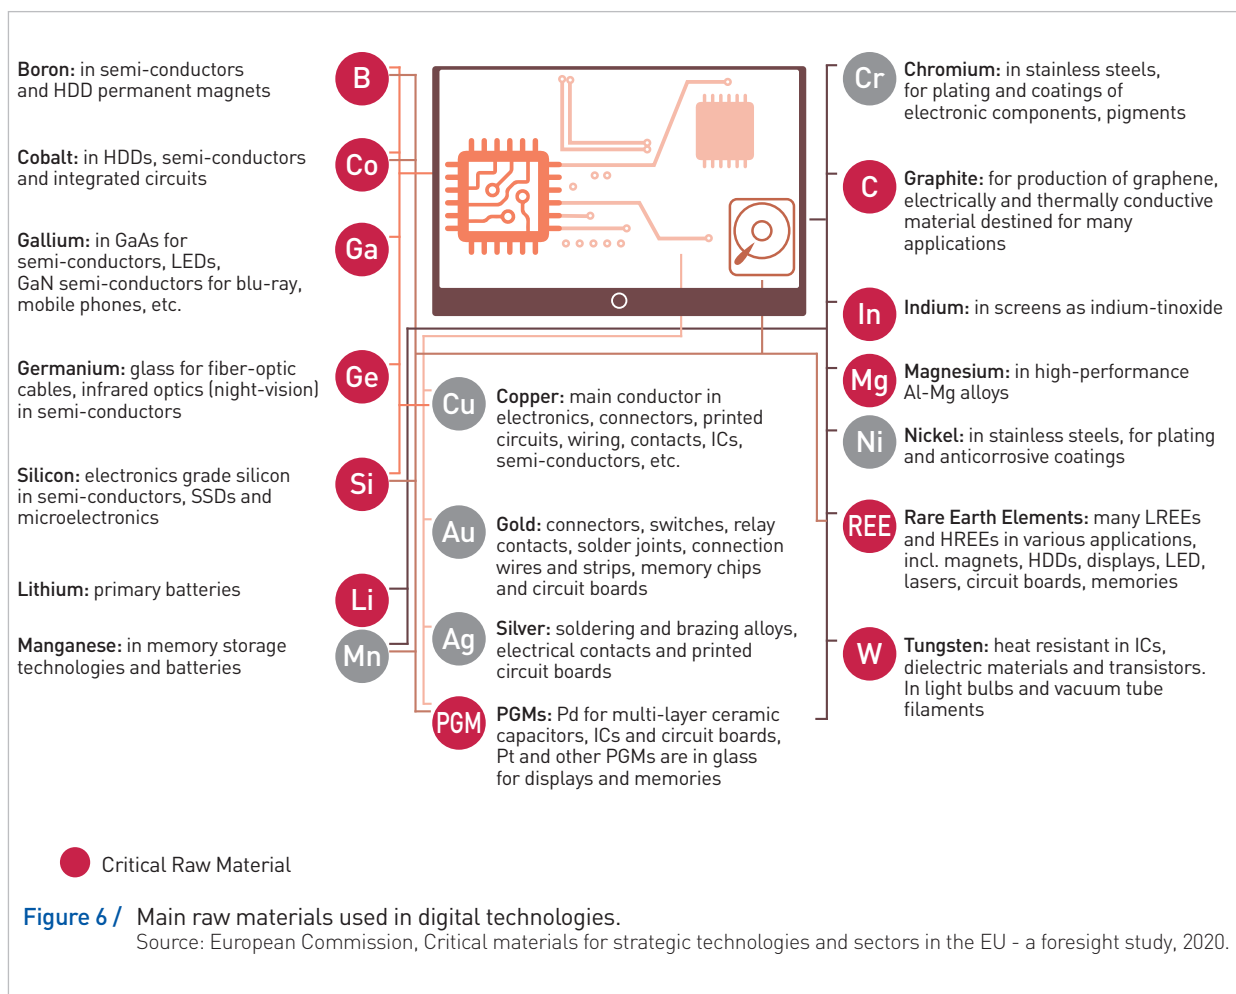 B
Boron: in semi-conductors
and HDD permanent magnets
Co
Cobalt: in HDDs, semi-conductors
and integrated circuits
Ga
Gallium: in GaAs for
semi-conductors, LEDs,
GaN semi-conductors for blu-ray,
mobile phones, etc.
Ge
Germanium: glass for fiber-optic
cables, infrared optics (night-vision)
in semi-conductors
Si
Silicon: electronics grade silicon
in semi-conductors, SSDs and
microelectronics
Li
Lithium: primary batteries
Mn
Manganese: in memory storage
technologies and batteries
Cu
Copper: main conductor in
electronics, connectors, printed
circuits, wiring, contacts, ICs,
semi-conductors, etc.
Au
Gold: connectors, switches, relay
contacts, solder joints, connection
wires and strips, memory chips
and circuit boards
Ag
Silver: soldering and brazing alloys,
electrical contacts and printed
circuit boards
PGM
PGMs: Pd for multi-layer ceramic
capacitors, ICs and circuit boards,
Pt and other PGMs are in glass
for displays and memories
Cr
Chromium: in stainless steels,
for plating and coatings of
electronic components, pigments
C
Graphite: for production of graphene,
electrically and thermally conductive
material destined for many
applications
In
Indium: in screens as indium-tinoxide
Mg
Magnesium: in high-performance
Al-Mg alloys
Ni
Nickel: in stainless steels, for plating
and anticorrosive coatings
REE
Rare Earth Elements: many LREEs
and HREEs in various applications,
incl. magnets, HDDs, displays, LED,
lasers, circuit boards, memories
W
Tungsten: heat resistant in ICs,
dielectric materials and transistors.
In light bulbs and vacuum tube
filaments
Critical Raw Material
Figure 6 / Main raw materials used in digital technologies.
Source: European Commission, Critical materials for strategic technologies and sectors in the EU - a foresight study, 2020.